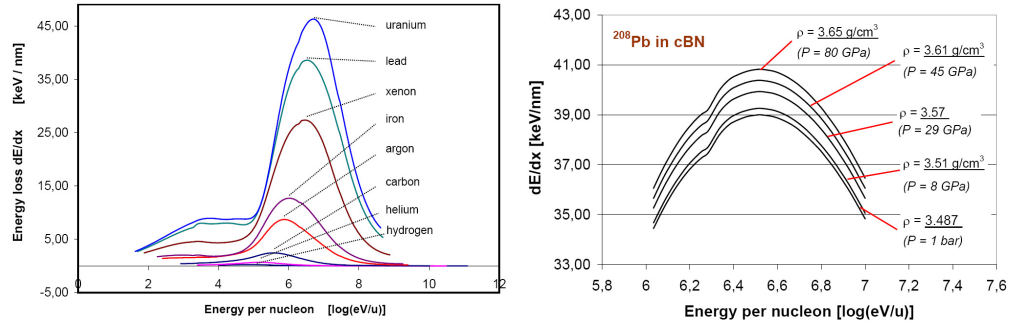 45,00
35,00
25,00
15,00
5,00
-5,00
Energy loss dE/dx [keV / nm]
uranium
lead
xenon
iron
argon
carbon
helium
hydrogen
0 2 4 6 8 10 12
Energy per nucleon [log(eV/u)]
43,00
41,00
39,00
37,00
35,00
33,00
dE/dx [keV/nm]
²⁰⁸Pb in cBN
ρ = 3.65 g/cm³
(P = 80 GPa)
ρ = 3.61 g/cm³
(P = 45 GPa)
ρ = 3.57
(P = 29 GPa)
ρ = 3.51 g/cm³
(P = 8 GPa)
ρ = 3.487
(P = 1 bar)
5,8 6 6,2 6,4 6,6 6,8 7 7,2 7,4 7,6
Energy per nucleon [log(eV/u)]